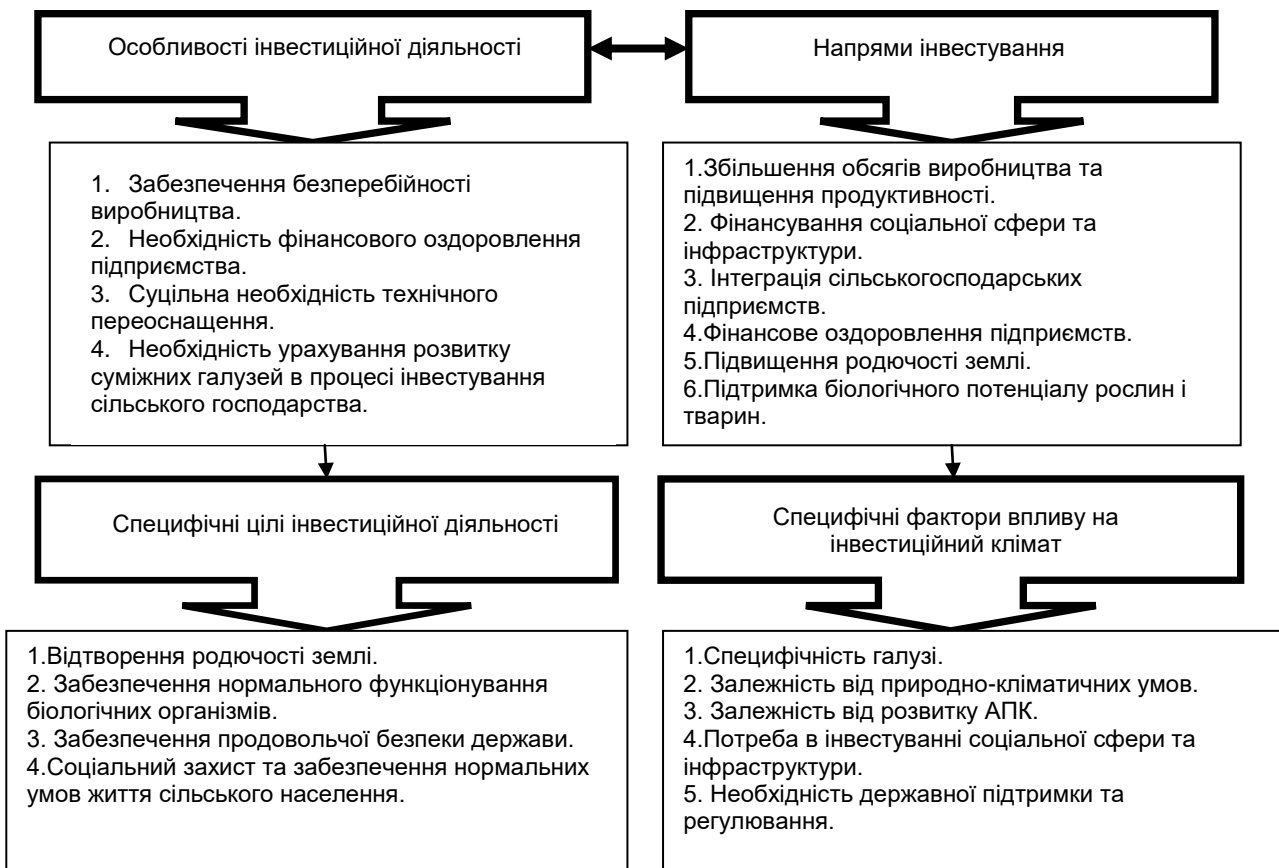 Особливості інвестиційної діяльності
Напрями інвестування
1. Забезпечення безперебійності
виробництва.
2. Необхідність фінансового оздоровлення
підприємства.
3. Суцільна необхідність технічного
переоснащення.
4. Необхідність урахування розвитку
суміжних галузей в процесі інвестування
сільського господарства.
1.Збільшення обсягів виробництва та
підвищення продуктивності.
2. Фінансування соціальної сфери та
інфраструктури.
3. Інтеграція сільськогосподарських
підприємств.
4.Фінансове оздоровлення підприємств.
5.Підвищення родючості землі.
6.Підтримка біологічного потенціалу рослин і
тварин.
Специфічні цілі інвестиційної діяльності
Специфічні фактори впливу на
інвестиційний клімат
1.Відтворення родючості землі.
2. Забезпечення нормального функціонування
біологічних організмів.
3. Забезпечення продовольчої безпеки держави.
4.Соціальний захист та забезпечення нормальних
умов життя сільського населення.
1.Специфічність галузі.
2. Залежність від природно-кліматичних умов.
3. Залежність від розвитку АПК.
4.Потреба в інвестуванні соціальної сфери та
інфраструктури.
5. Необхідність державної підтримки та
регулювання.